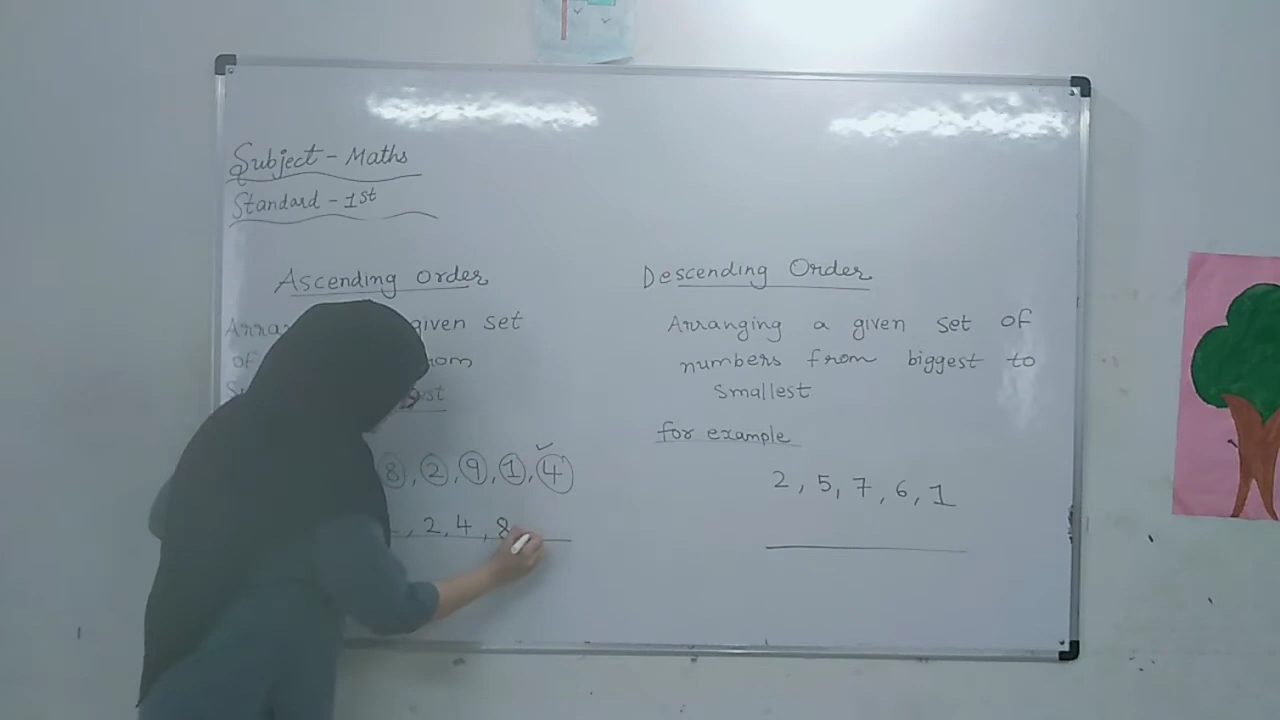 Subject - Maths
Standard - 1st
Ascending order
given set
of
8, 2, 9, 1, 4
, 2, 4, 8
Descending Order
Arranging a given set of
numbers from biggest to
Smallest
for example
2, 5, 7, 6, 1